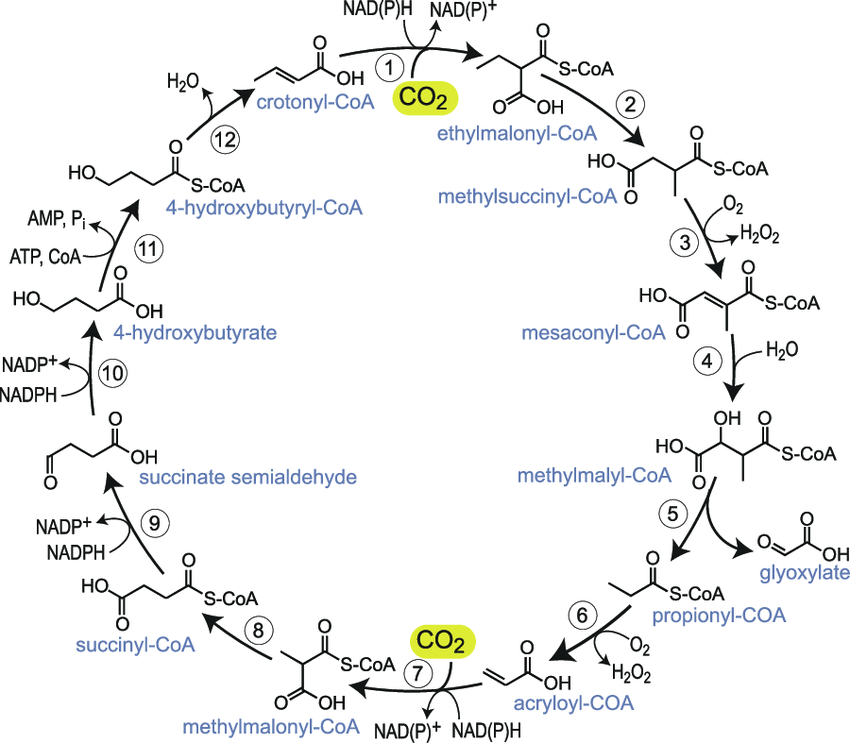 NAD(P)H
NAD(P)+
1
CO2
O
OH
crotonyl-CoA
O
S-CoA
O
OH
ethylmalonyl-CoA
2
HO
O
O
S-CoA
methylsuccinyl-CoA
3
O2
H2O2
HO
O
O
S-CoA
mesaconyl-CoA
4
H2O
OH
HO
O
O
S-CoA
methylmalyl-CoA
5
O
O
OH
glyoxylate
O
S-CoA
propionyl-COA
6
O2
H2O2
O
OH
acryloyl-COA
CO2
7
NAD(P)+
NAD(P)H
O
S-CoA
O
OH
methylmalonyl-CoA
8
HO
O
O
S-CoA
succinyl-CoA
9
NADP+
NADPH
O
OH
O
succinate semialdehyde
10
NADP+
NADPH
HO
O
OH
4-hydroxybutyrate
11
AMP, Pi
ATP, CoA
HO
O
S-CoA
4-hydroxybutyryl-CoA
12
H2O